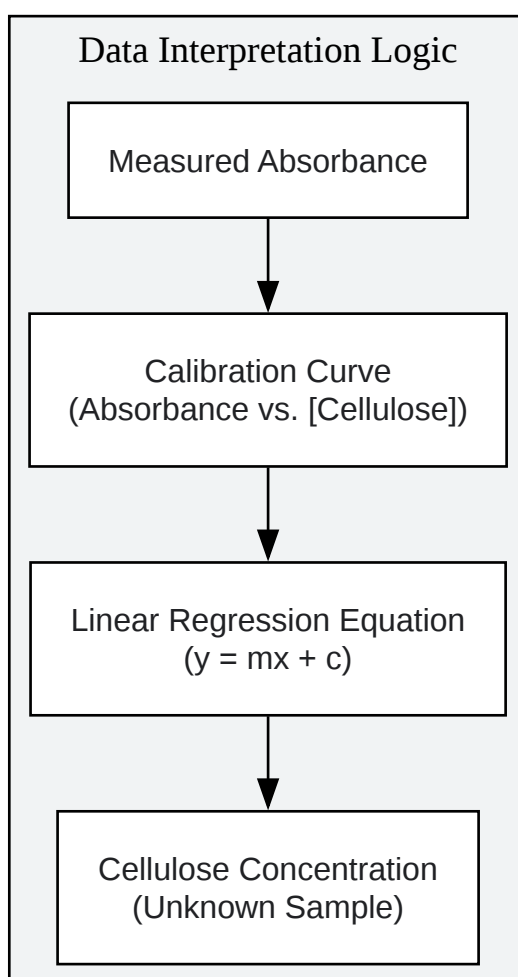 Data Interpretation Logic
Measured Absorbance
Calibration Curve
(Absorbance vs. [Cellulose])
Linear Regression Equation
(y = mx + c)
Cellulose Concentration
(Unknown Sample)